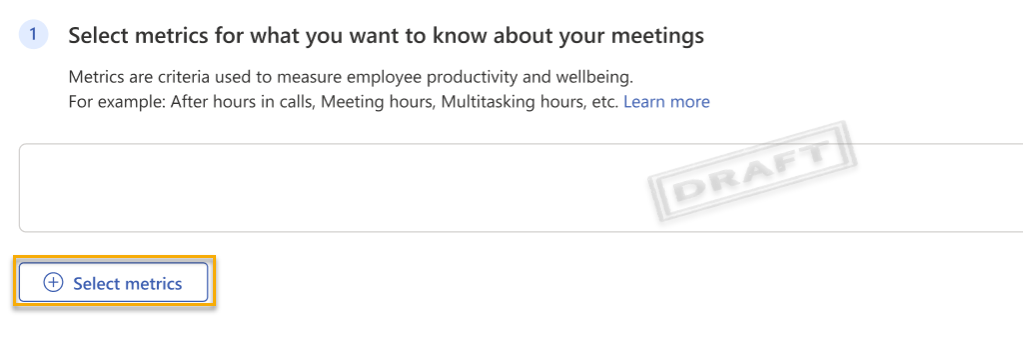 1
Select metrics for what you want to know about your meetings
Metrics are criteria used to measure employee productivity and wellbeing.
For example: After hours in calls, Meeting hours, Multitasking hours, etc. Learn more
DRAFT
Select metrics